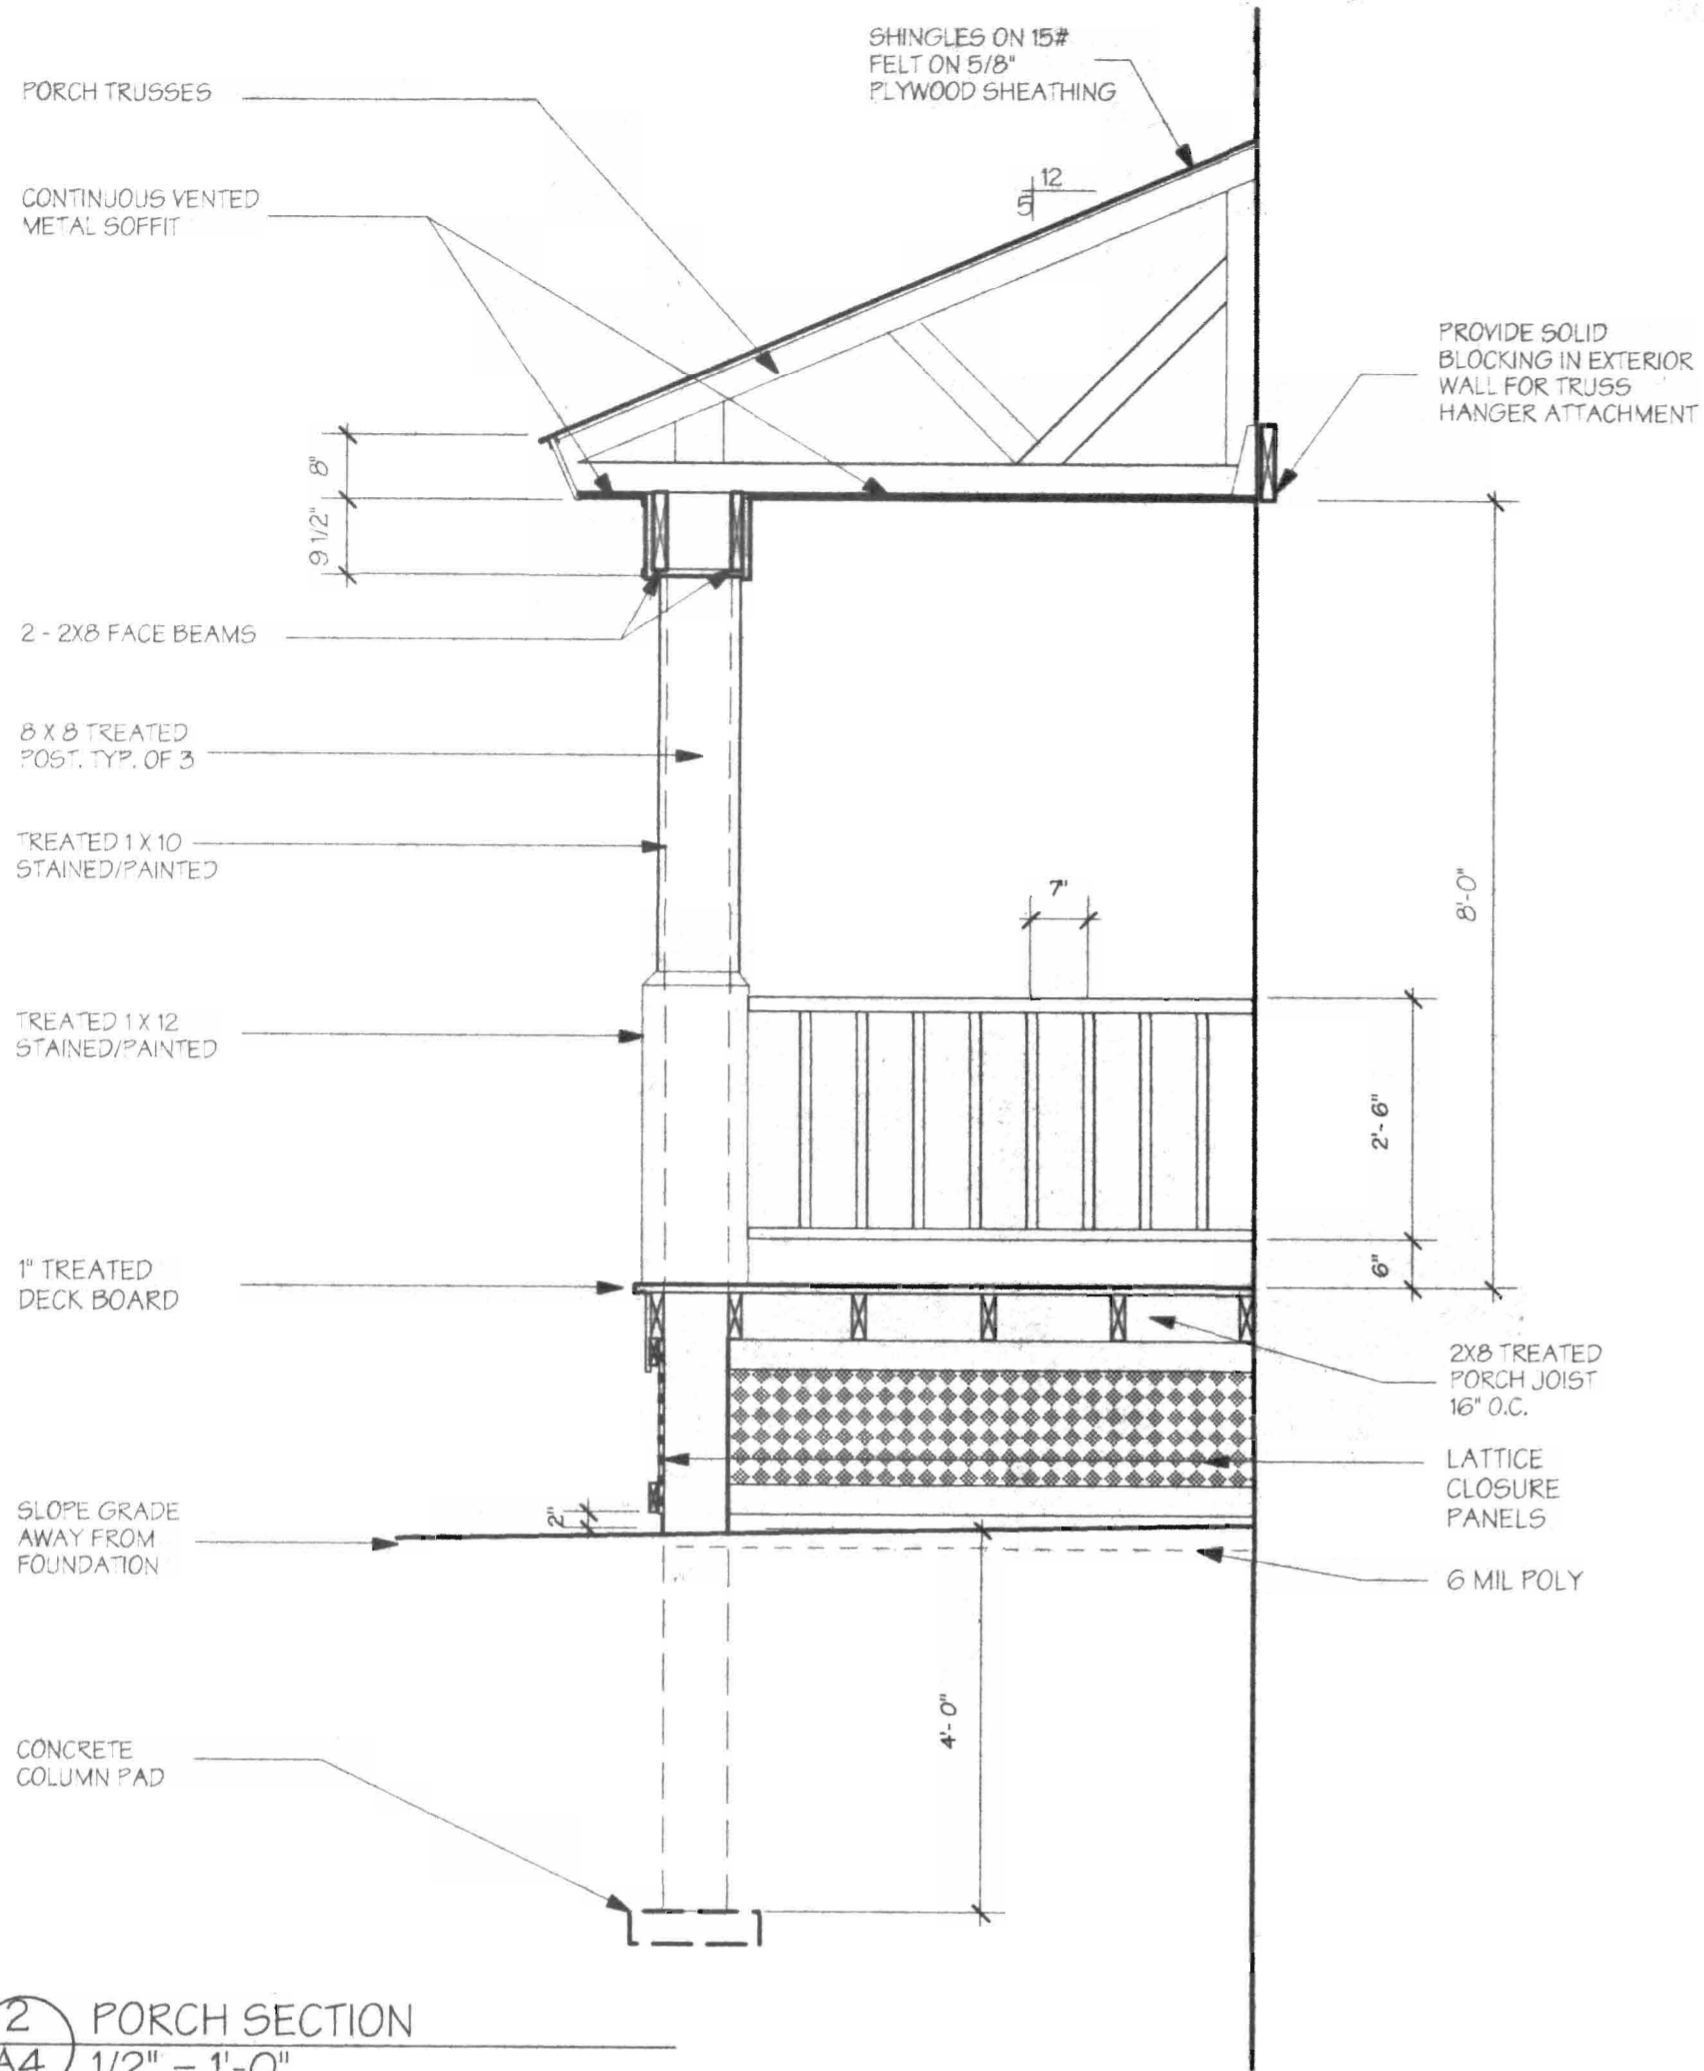 SHINGLES ON 15#
FELT ON 5/8"
PLYWOOD SHEATHING
PORCH TRUSSES
12
5
CONTINUOUS VENTED
METAL SOFFIT
PROVIDE SOLID
BLOCKING IN EXTERIOR
WALL FOR TRUSS
HANGER ATTACHMENT
8"
9 1/2"
2 - 2X8 FACE BEAMS
8 X 8 TREATED
POST. TYP. OF 3
TREATED 1 X 10
STAINED/PAINTED
7"
8'-0"
TREATED 1 X 12
STAINED/PAINTED
2'-6"
6"
1" TREATED
DECK BOARD
2X8 TREATED
PORCH JOIST
16" O.C.
LATTICE
CLOSURE
PANELS
SLOPE GRADE
AWAY FROM
FOUNDATION
2"
6 MIL POLY
4'-0"
CONCRETE
COLUMN PAD
2 PORCH SECTION
A4 1/2" = 1'-0"